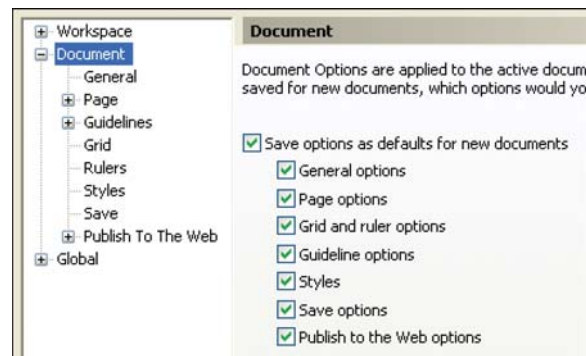 Workspace
Document
General
Page
Guidelines
Grid
Rulers
Styles
Save
Publish To The Web
Global
Document
Document Options are applied to the active
saved for new documents, which options would
Save options as defaults for new documents
General options
Page options
Grid and ruler options
Guideline options
Styles
Save options
Publish to the Web options